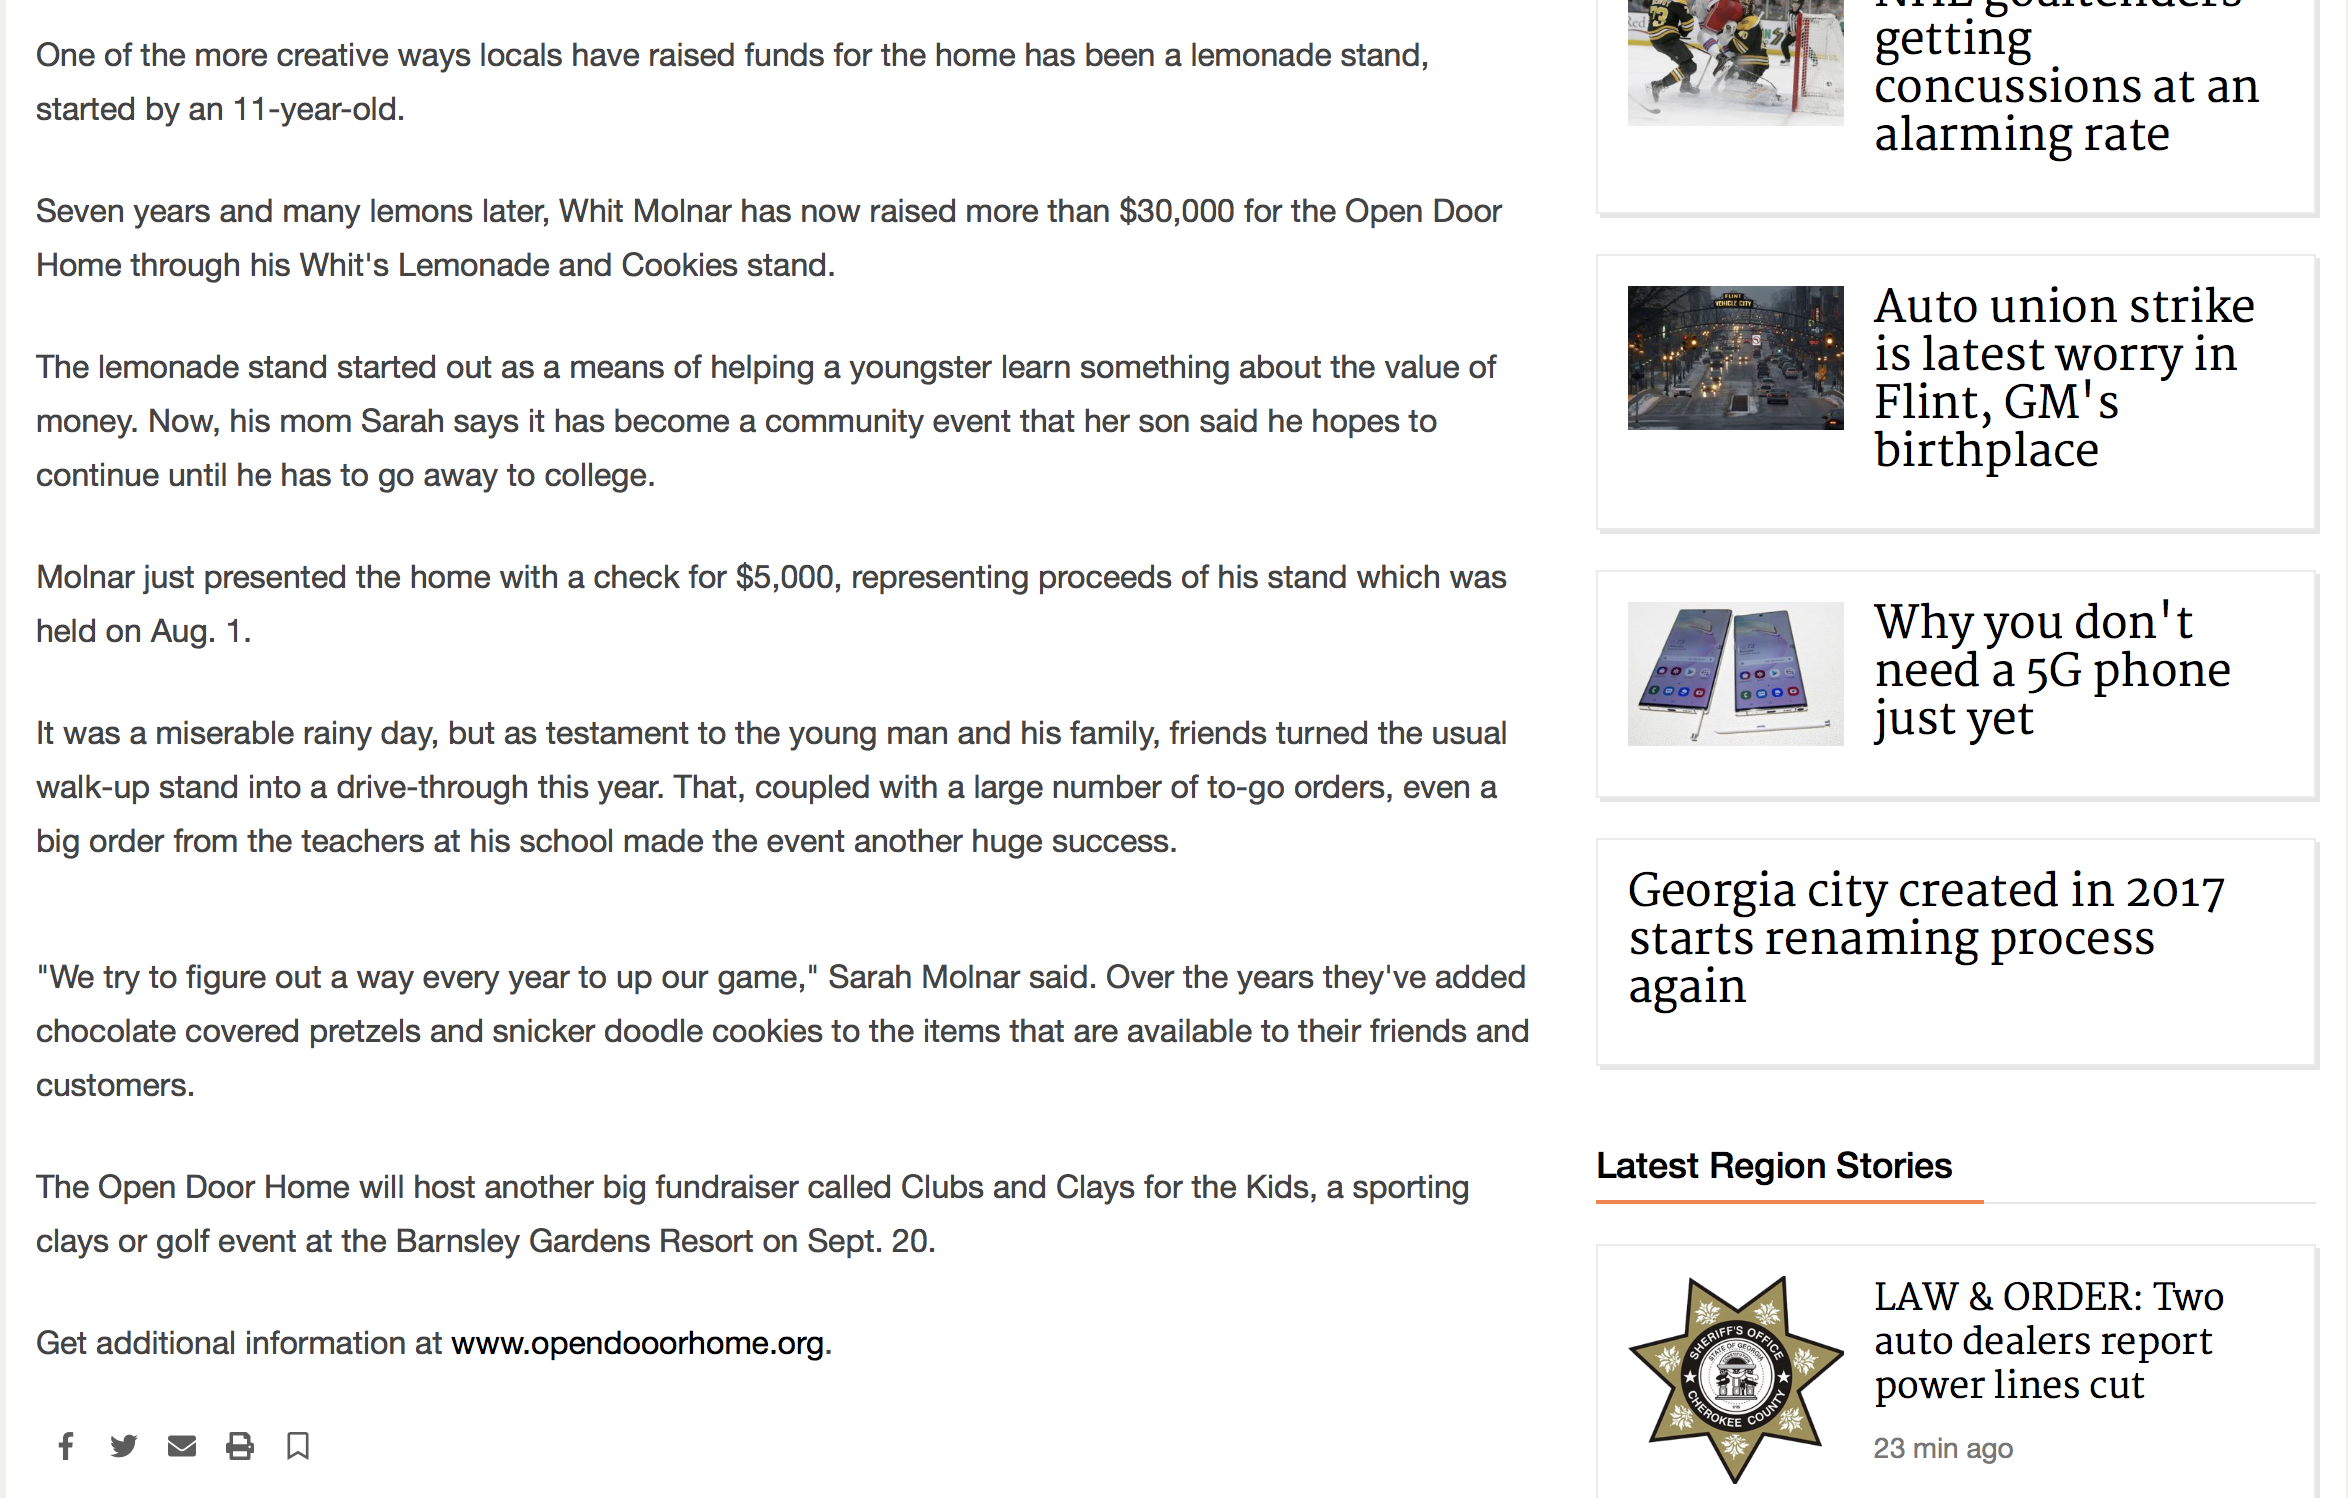 One of the more creative ways locals have raised funds for the home has been a lemonade stand,
started by an 11-year-old.
Seven years and many lemons later, Whit Molnar has now raised more than $30,000 for the Open Door
Home through his Whit's Lemonade and Cookies stand.
The lemonade stand started out as a means of helping a youngster learn something about the value of
money. Now, his mom Sarah says it has become a community event that her son said he hopes to
continue until he has to go away to college.
Molnar just presented the home with a check for $5,000, representing proceeds of his stand which was
held on Aug. 1.
It was a miserable rainy day, but as testament to the young man and his family, friends turned the usual
walk-up stand into a drive-through this year. That, coupled with a large number of to-go orders, even a
big order from the teachers at his school made the event another huge success.
"We try to figure out a way every year to up our game," Sarah Molnar said. Over the years they've added
chocolate covered pretzels and snicker doodle cookies to the items that are available to their friends and
customers.
The Open Door Home will host another big fundraiser called Clubs and Clays for the Kids, a sporting
clays or golf event at the Barnsley Gardens Resort on Sept. 20.
Get additional information at www.opendooorhome.org.
NHL goaltenders
getting
concussions at an
alarming rate
FLINT
VEHICLE CITY
Auto union strike
is latest worry in
Flint, GM's
birthplace
Why you don't
need a 5G phone
just yet
Georgia city created in 2017
starts renaming process
again
Latest Region Stories
SHERIFF'S OFFICE
STATE OF GEORGIA
CHEROKEE COUNTY
LAW & ORDER: Two
auto dealers report
power lines cut
23 min ago